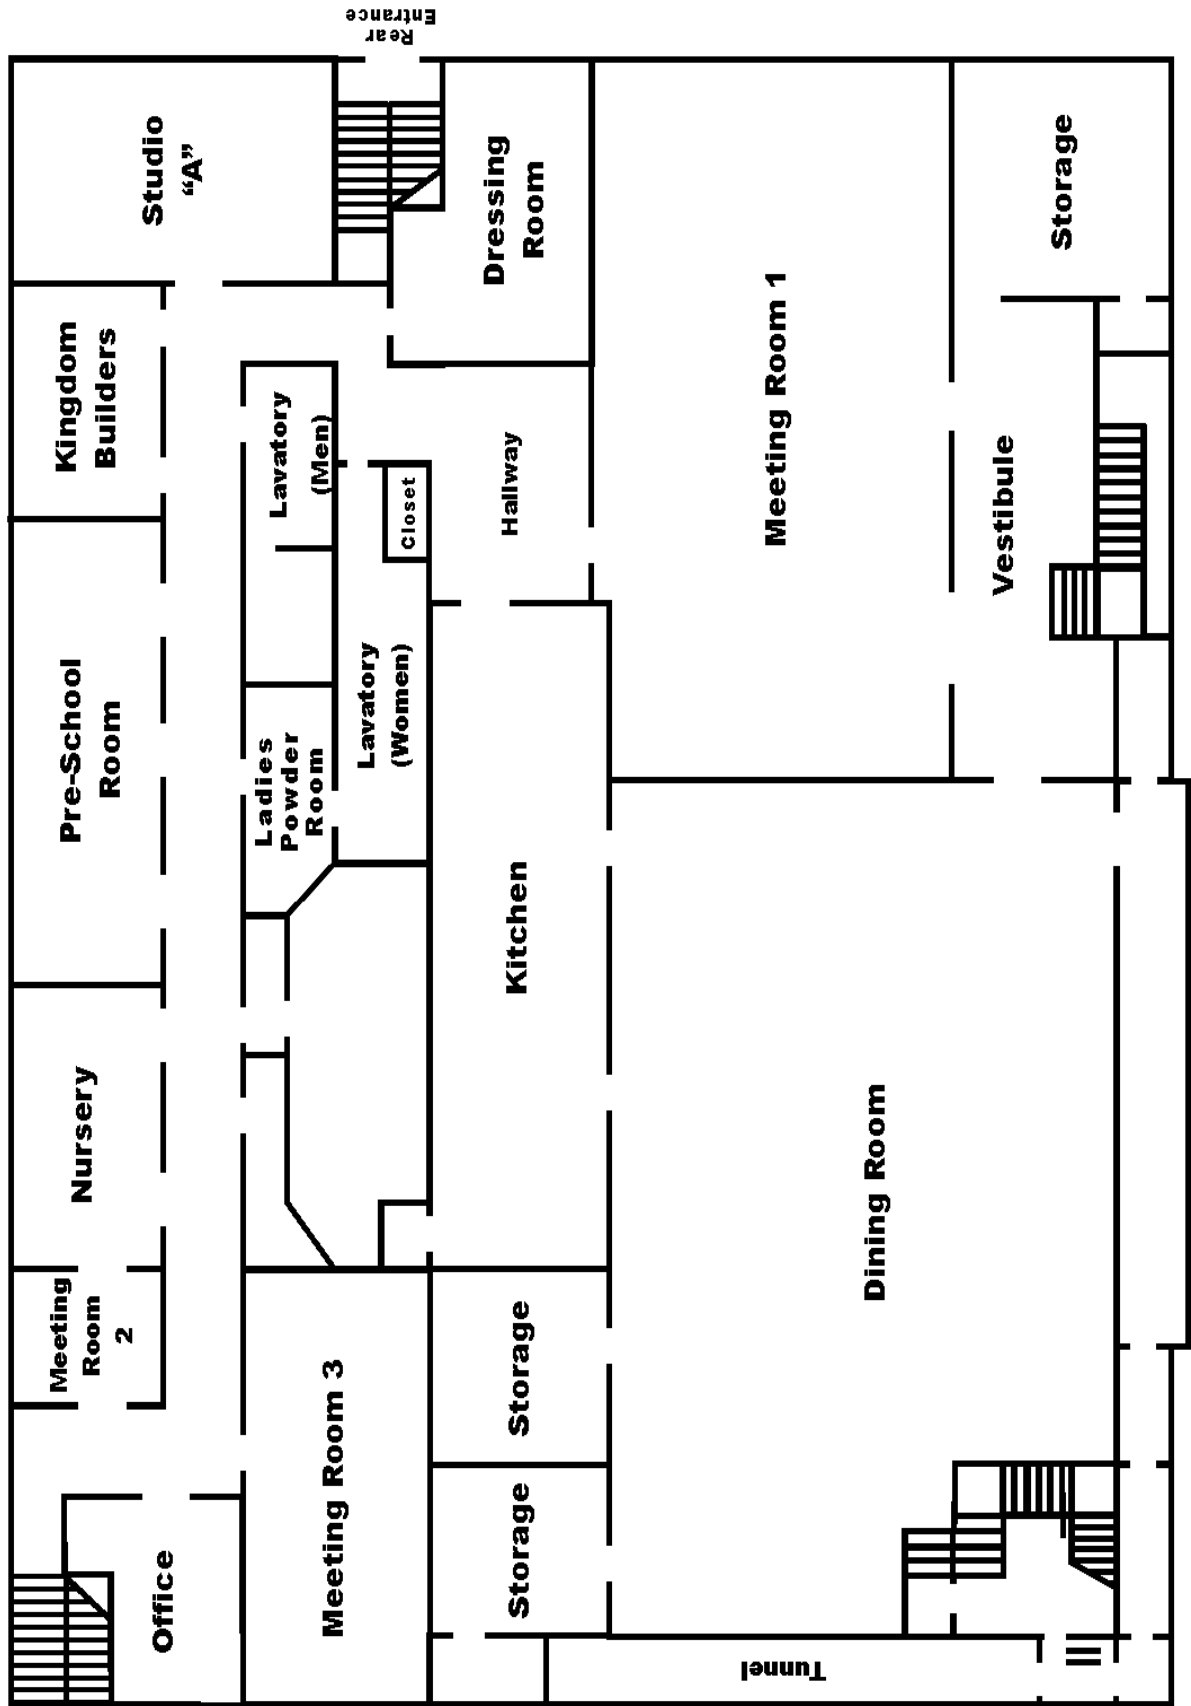 Rear
Entrance
Studio
“A”
Dressing
Room
Storage
Kingdom
Builders
Lavatory
(Men)
Closet
Hallway
Meeting Room 1
Vestibule
Pre-School
Room
Ladies
Powder
Room
Lavatory
(Women)
Kitchen
Nursery
Dining Room
Meeting
Room
2
Meeting Room 3
Storage
Storage
Office
Tunnel